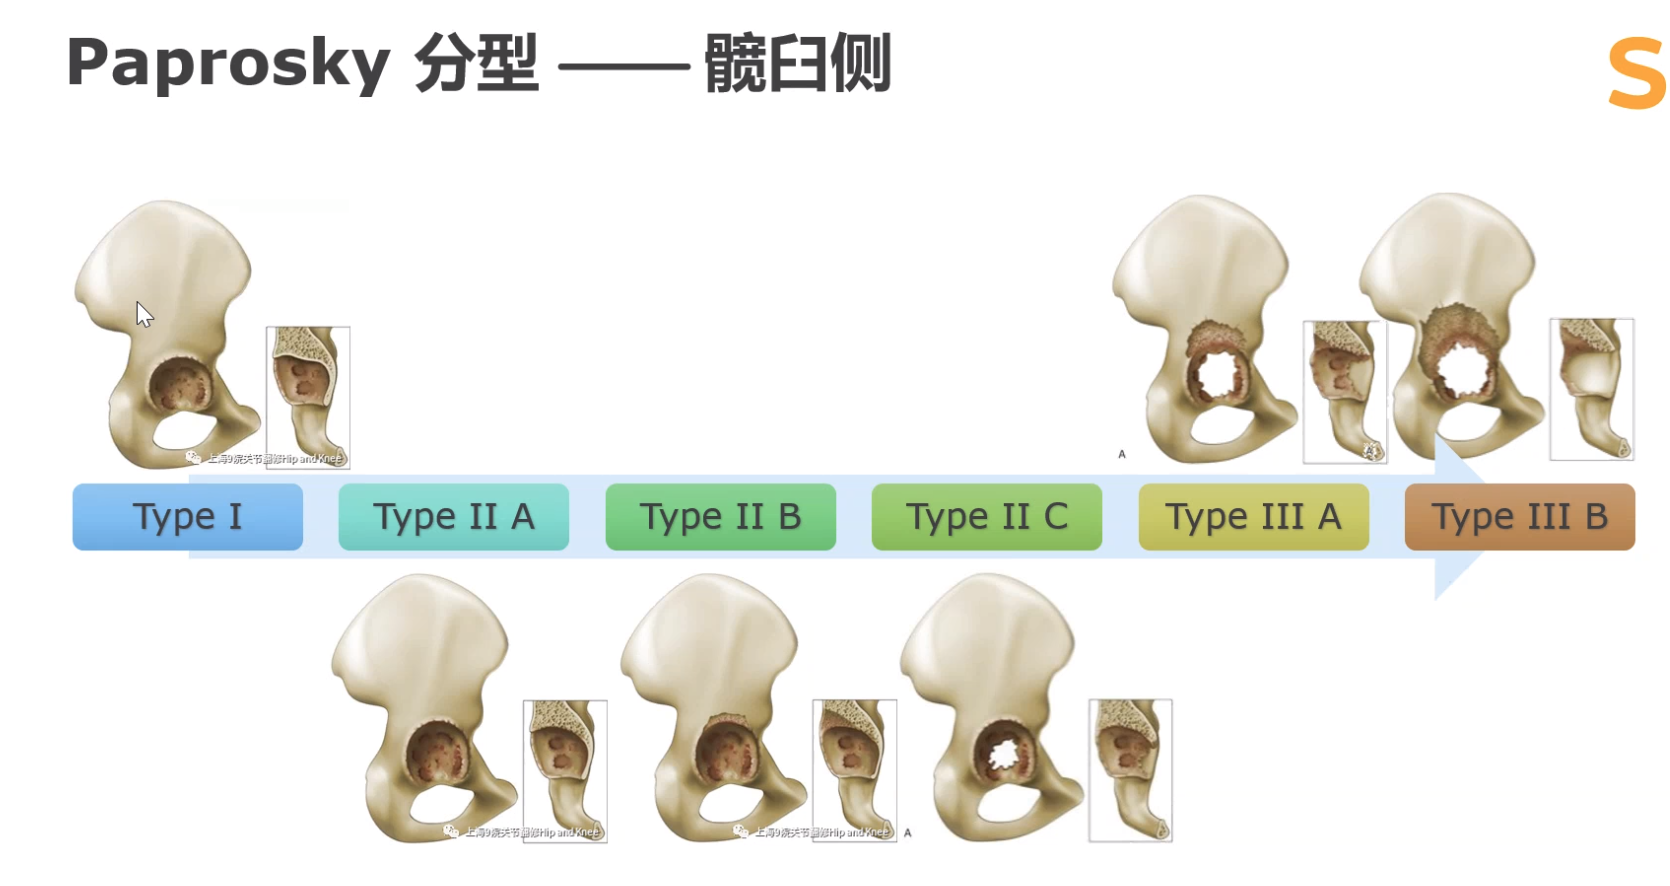 Paprosky 分型 —— 髋臼侧
S
上海9院关节翻修Hip and Knee
A
A
Type I
Type II A
Type II B
Type II C
Type III A
Type III B
上海9院关节翻修Hip and Knee
上海9院关节翻修Hip and Knee
A